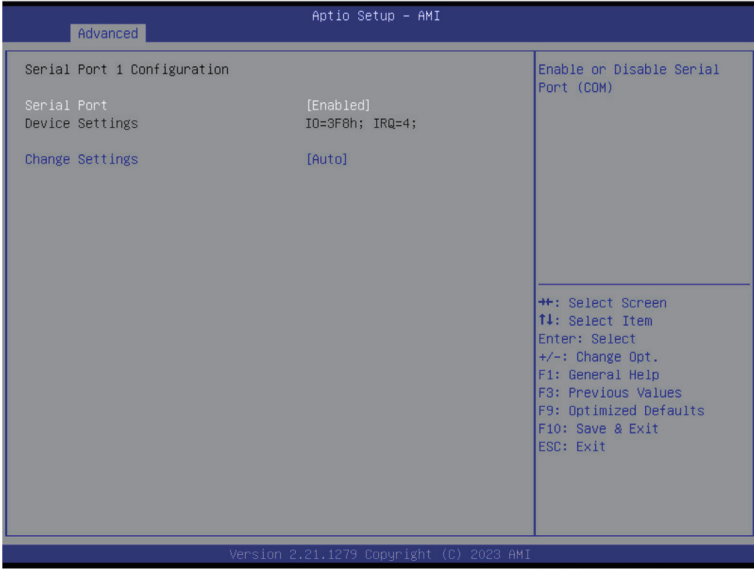 Aptio Setup – AMI
Advanced
Serial Port 1 Configuration
Serial Port [Enabled]
Device Settings IO=3F8h; IRQ=4;
Change Settings [Auto]
Enable or Disable Serial
Port (COM)
→←: Select Screen
↑↓: Select Item
Enter: Select
+/-: Change Opt.
F1: General Help
F3: Previous Values
F9: Optimized Defaults
F10: Save & Exit
ESC: Exit
Version 2.21.1279 Copyright (C) 2023 AMI